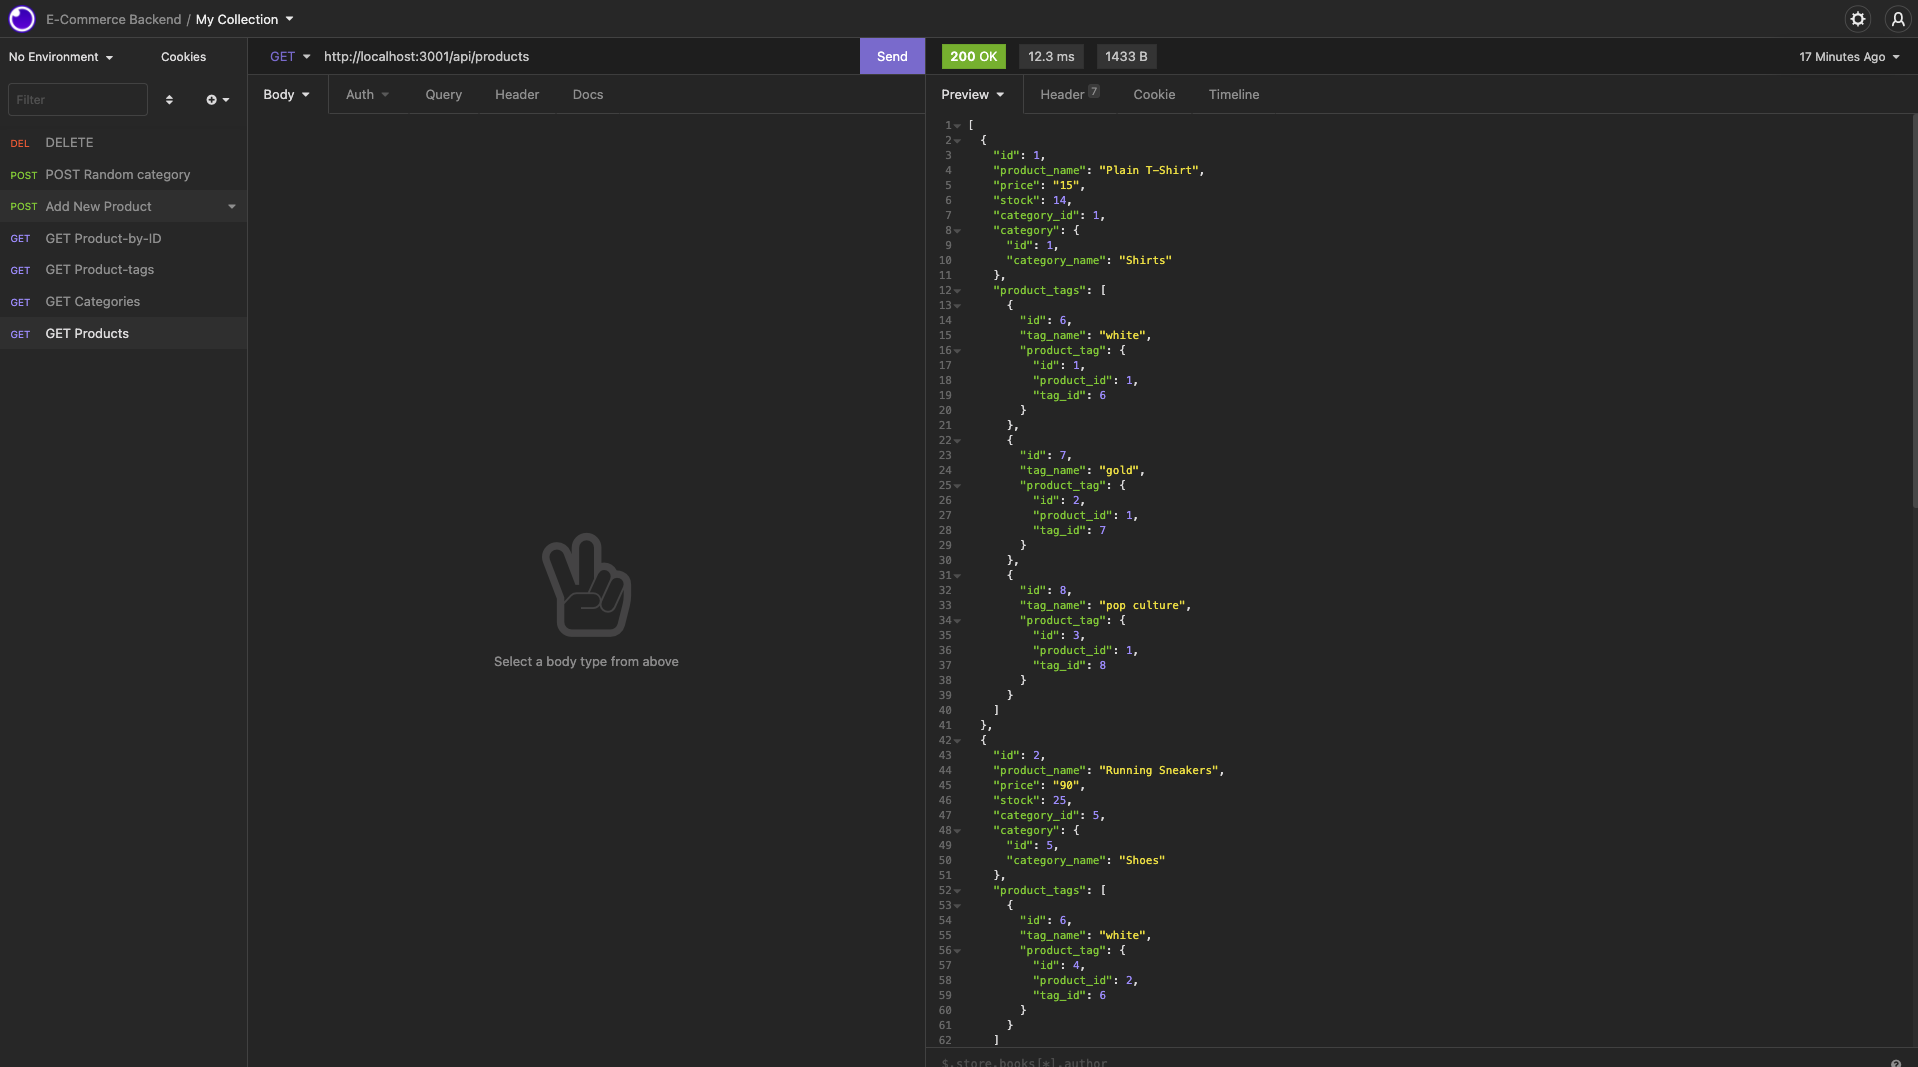 E-Commerce Backend / My Collection
No Environment
Cookies
Filter
DEL DELETE
POST POST Random category
POST Add New Product
GET GET Product-by-ID
GET GET Product-tags
GET GET Categories
GET GET Products
GET http://localhost:3001/api/products
Send
Body Auth Query Header Docs
Select a body type from above
200 OK 12.3 ms 1433 B
17 Minutes Ago
Preview Header 7 Cookie Timeline
1 [
2 {
3 "id": 1,
4 "product_name": "Plain T-Shirt",
5 "price": "15",
6 "stock": 14,
7 "category_id": 1,
8 "category": {
9 "id": 1,
10 "category_name": "Shirts"
11 },
12 "product_tags": [
13 {
14 "id": 6,
15 "tag_name": "white",
16 "product_tag": {
17 "id": 1,
18 "product_id": 1,
19 "tag_id": 6
20 }
21 },
22 {
23 "id": 7,
24 "tag_name": "gold",
25 "product_tag": {
26 "id": 2,
27 "product_id": 1,
28 "tag_id": 7
29 }
30 },
31 {
32 "id": 8,
33 "tag_name": "pop culture",
34 "product_tag": {
35 "id": 3,
36 "product_id": 1,
37 "tag_id": 8
38 }
39 }
40 ]
41 },
42 {
43 "id": 2,
44 "product_name": "Running Sneakers",
45 "price": "90",
46 "stock": 25,
47 "category_id": 5,
48 "category": {
49 "id": 5,
50 "category_name": "Shoes"
51 },
52 "product_tags": [
53 {
54 "id": 6,
55 "tag_name": "white",
56 "product_tag": {
57 "id": 4,
58 "product_id": 2,
59 "tag_id": 6
60 }
61 }
62 ]
$.store.books[*].author